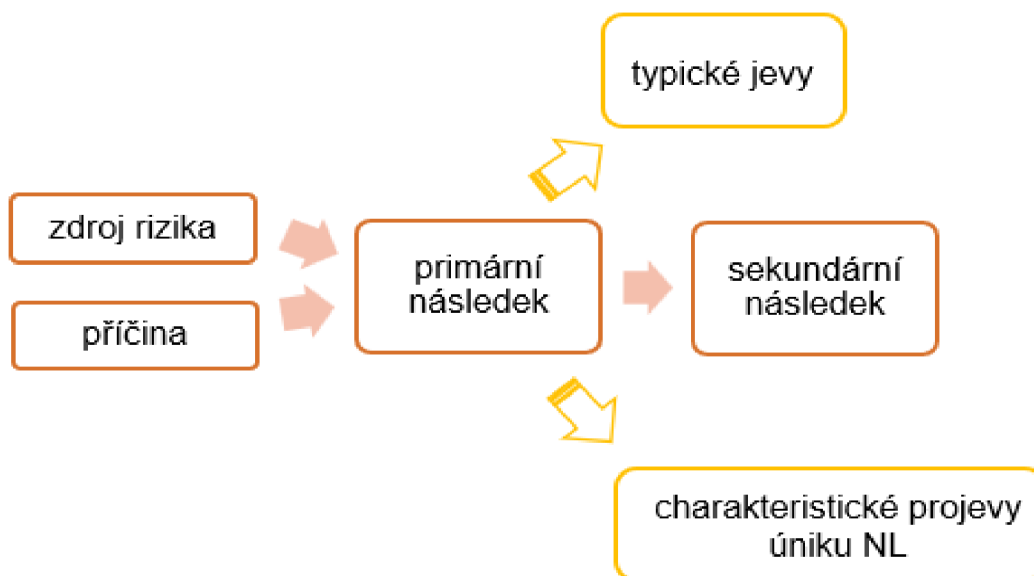 typické jevy
zdroj rizika
příčina
primární
následek
sekundární
následek
charakteristické projevy
úniku NL